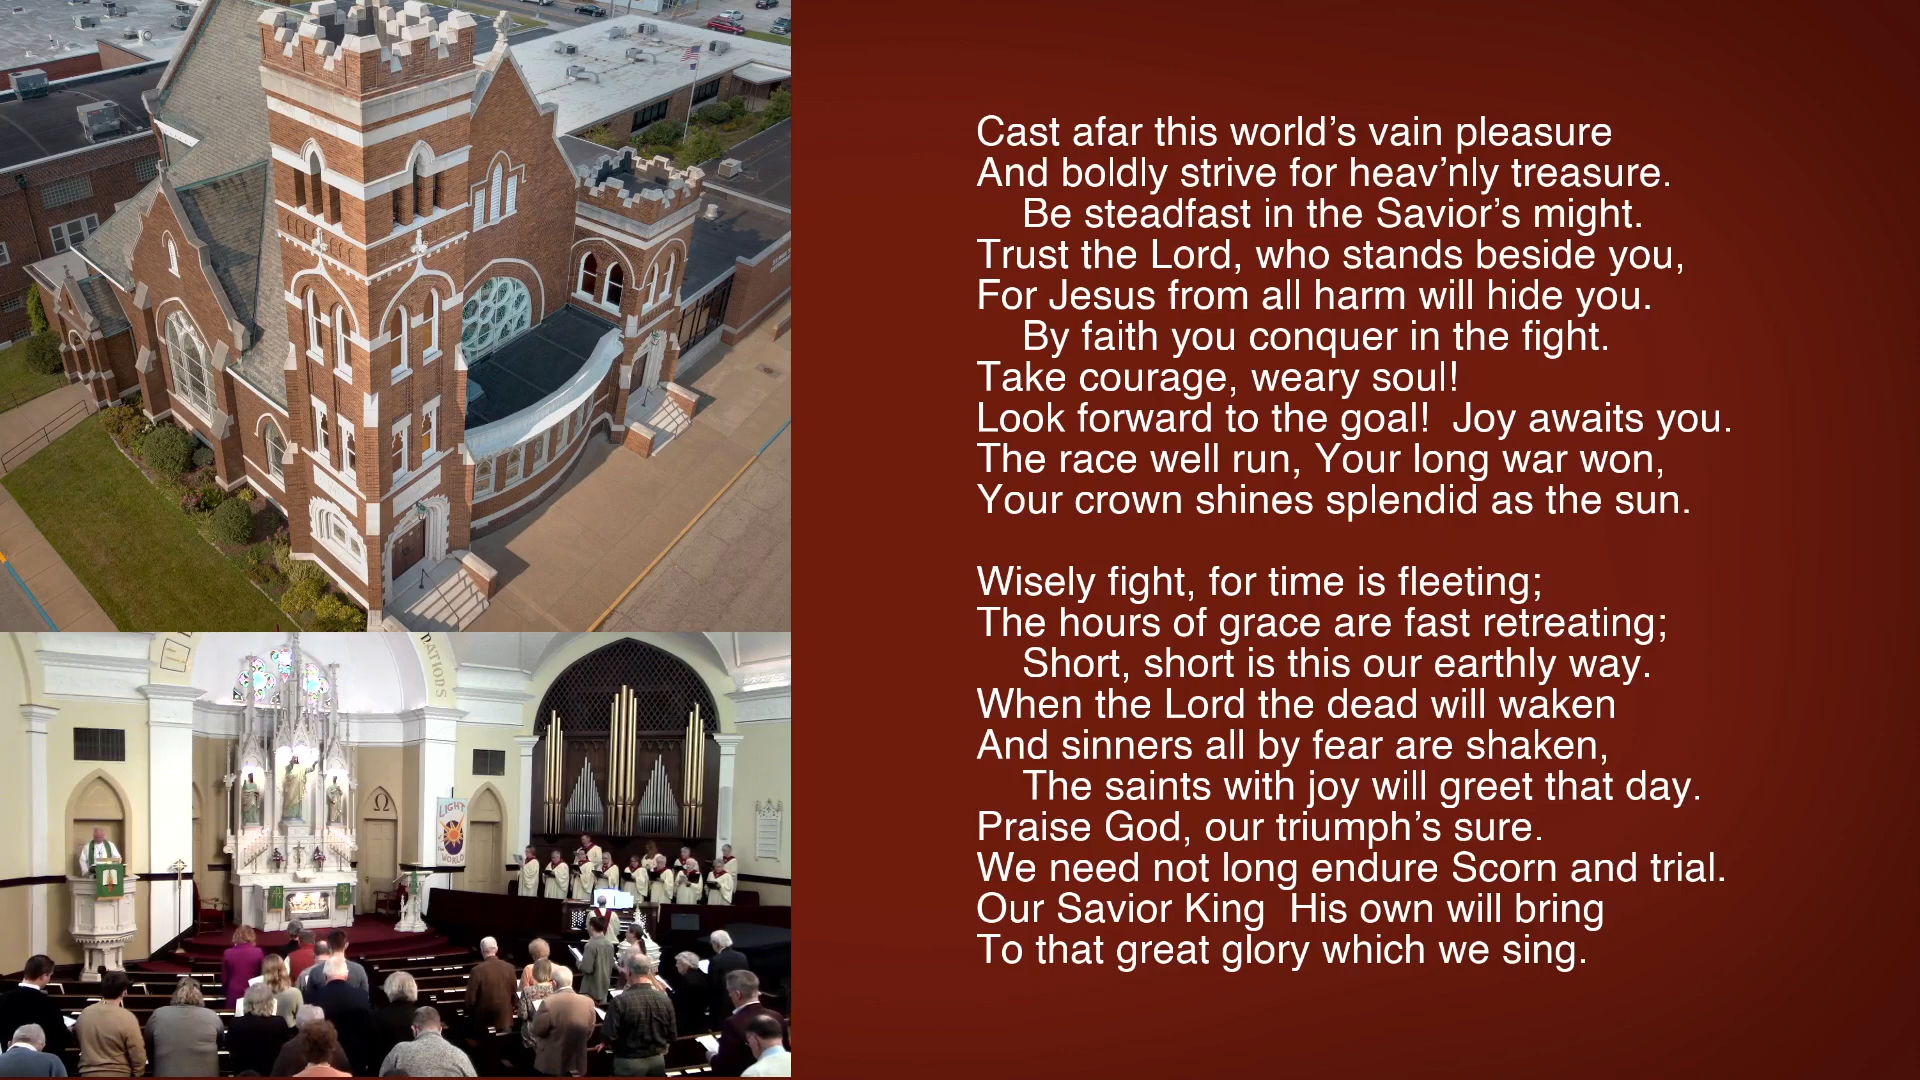 Cast afar this world’s vain pleasure
And boldly strive for heav’nly treasure.
Be steadfast in the Savior’s might.
Trust the Lord, who stands beside you,
For Jesus from all harm will hide you.
By faith you conquer in the fight.
Take courage, weary soul!
Look forward to the goal!  Joy awaits you.
The race well run, Your long war won,
Your crown shines splendid as the sun.
Wisely fight, for time is fleeting;
The hours of grace are fast retreating;
Short, short is this our earthly way.
When the Lord the dead will waken
And sinners all by fear are shaken,
The saints with joy will greet that day.
Praise God, our triumph’s sure.
We need not long endure Scorn and trial.
Our Savior King  His own will bring
To that great glory which we sing.
DATIONS
Ω
LIGHT
WORLD